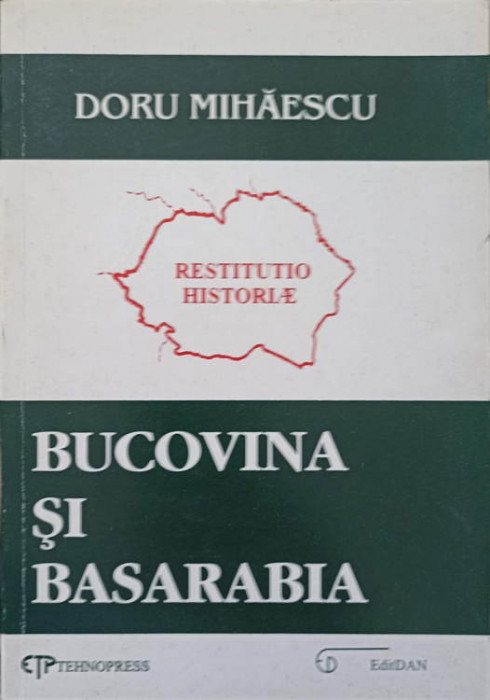 DORU MIHĂESCU
RESTITUTIO
HISTORIÆ
BUCOVINA
ŞI
BASARABIA
ETP TEHNOPRESS
ED EditDAN